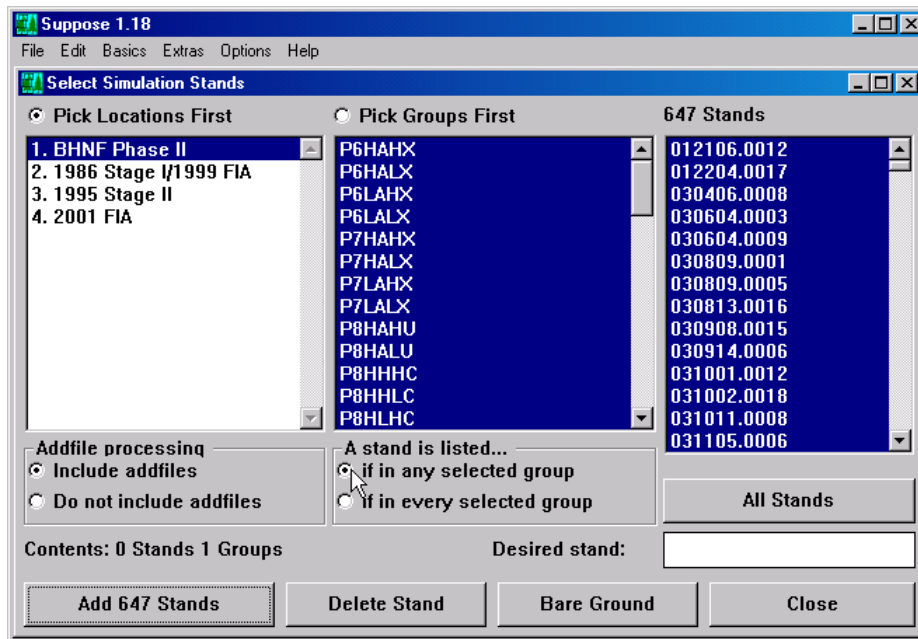 Suppose 1.18
File Edit Basics Extras Options Help
Select Simulation Stands
Pick Locations First
Pick Groups First
647 Stands
1. BHNF Phase II
2. 1986 Stage I/1999 FIA
3. 1995 Stage II
4. 2001 FIA
P6HAHX
P6HALX
P6LAHX
P6LALX
P7HAHX
P7HALX
P7LAHX
P7LALX
P8HAHU
P8HALU
P8HHHC
P8HHLC
P8HLHC
012106.0012
012204.0017
030406.0008
030604.0003
030604.0009
030809.0001
030809.0005
030813.0016
030908.0015
030914.0006
031001.0012
031002.0018
031011.0008
031105.0006
Addfile processing
Include addfiles
Do not include addfiles
A stand is listed...
if in any selected group
if in every selected group
All Stands
Contents: 0 Stands 1 Groups
Desired stand:
Add 647 Stands
Delete Stand
Bare Ground
Close